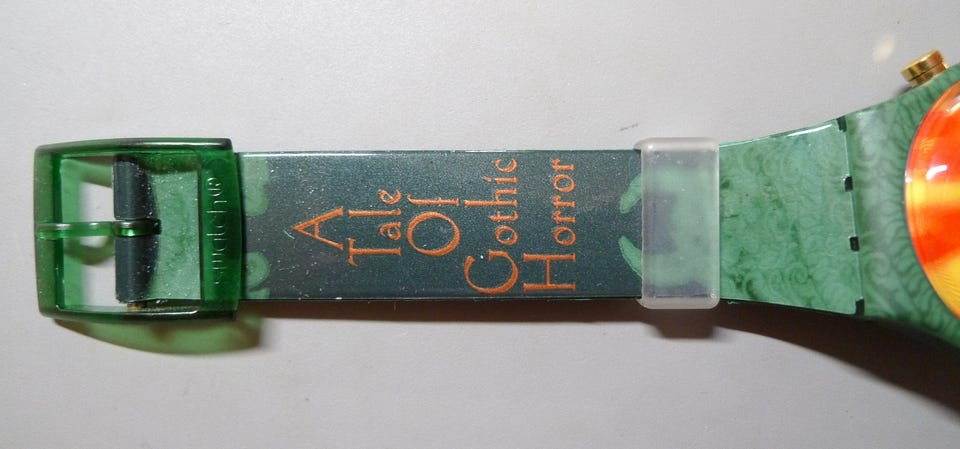 A
Tale
Of
Gothic
Horror
swatch®